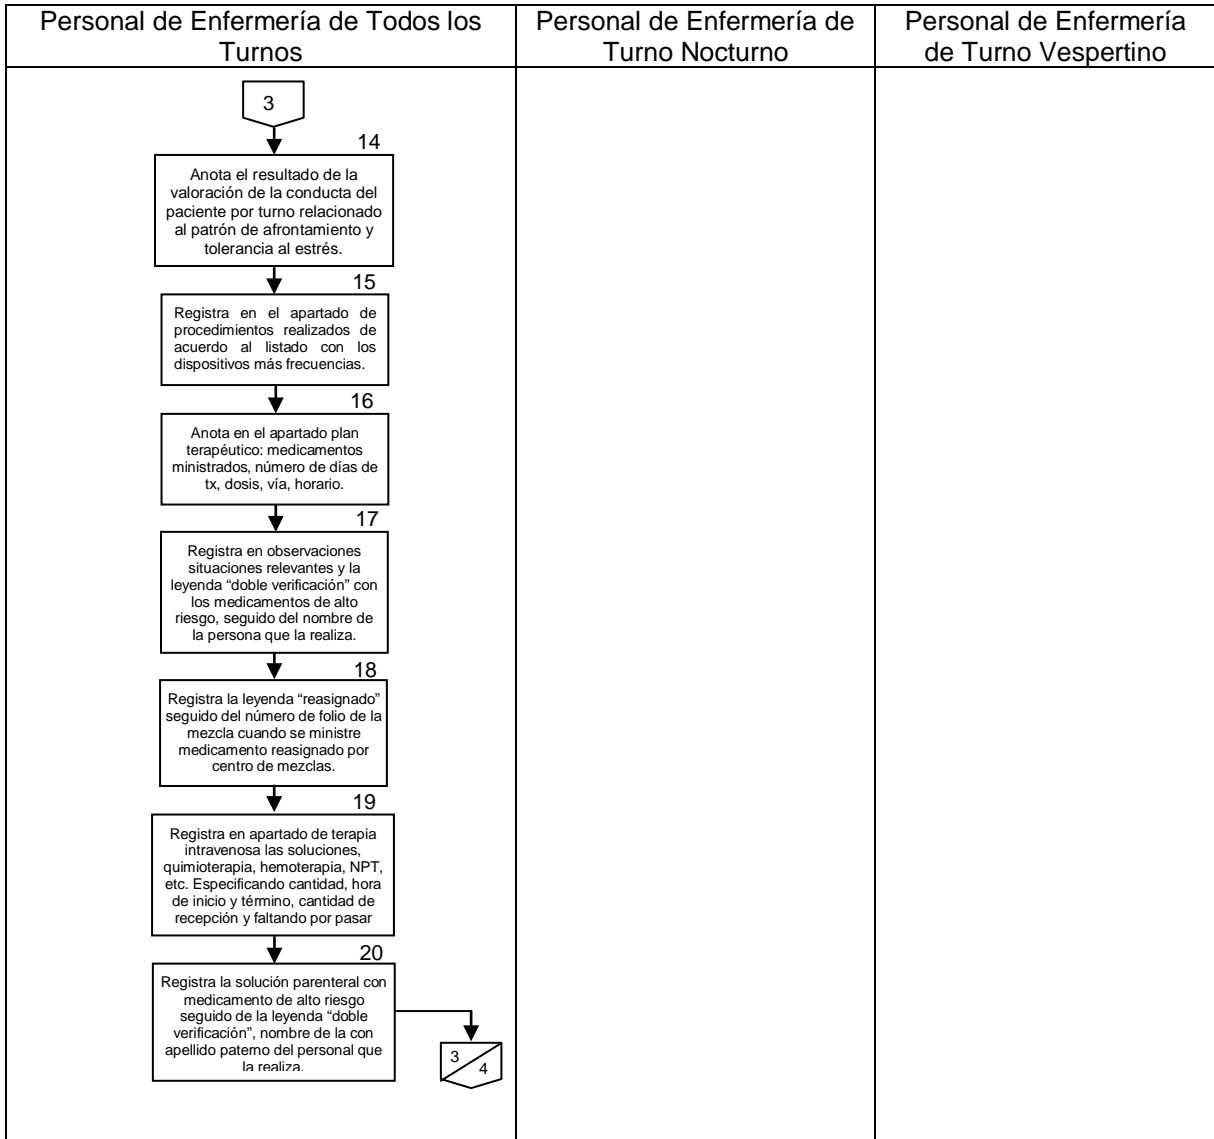 Personal de Enfermería de Todos los
Turnos
Personal de Enfermería de
Turno Nocturno
Personal de Enfermería
de Turno Vespertino
3
14
Anota el resultado de la
valoración de la conducta del
paciente por turno relacionado
al patrón de afrontamiento y
tolerancia al estrés.
15
Registra en el apartado de
procedimientos realizados de
acuerdo al listado con los
dispositivos más frecuencias.
16
Anota en el apartado plan
terapéutico: medicamentos
ministrados, número de días de
tx, dosis, vía, horario.
17
Registra en observaciones
situaciones relevantes y la
leyenda “doble verificación” con
los medicamentos de alto
riesgo, seguido del nombre de
la persona que la realiza.
18
Registra la leyenda “reasignado”
seguido del número de folio de la
mezcla cuando se ministre
medicamento reasignado por
centro de mezclas.
19
Registra en apartado de terapia
intravenosa las soluciones,
quimioterapa, hemoterapa, NPT,
etc. Especificando cantidad, hora
de inicio y término, cantidad de
recepción y faltando por pasar
20
Registra la solución parenteral con
medicamento de alto riesgo
seguido de la leyenda “doble
verificación”, nombre de la con
apellido paterno del personal que
la realiza.
3
4